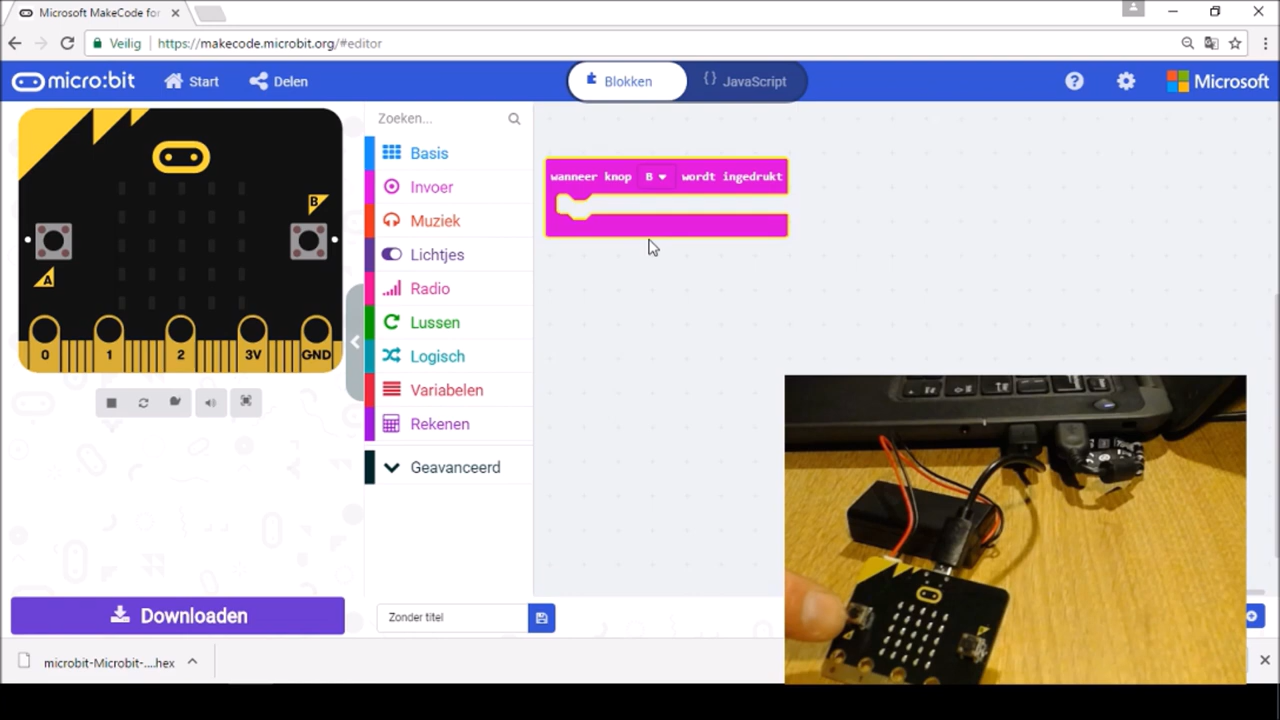 Microsoft MakeCode for
Veilig
https://makecode.microbit.org/#editor
micro:bit
Start
Delen
Blokken
{} JavaScript
Microsoft
Zoeken...
Basis
Invoer
Muziek
Lichtjes
Radio
Lussen
Logisch
Variabelen
Rekenen
Geavanceerd
B
A
0 1 2 3V GND
wanneer knop B wordt ingedrukt
Downloaden
Zonder titel
microbit-Microbit-....hex